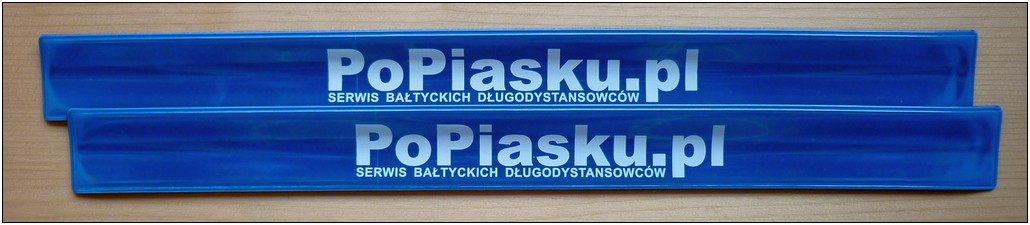 PoPiasku.pl
SERWIS BAŁTYCKICH DŁUGODYSTANSOWCÓW
PoPiasku.pl
SERWIS BAŁTYCKICH DŁUGODYSTANSOWCÓW